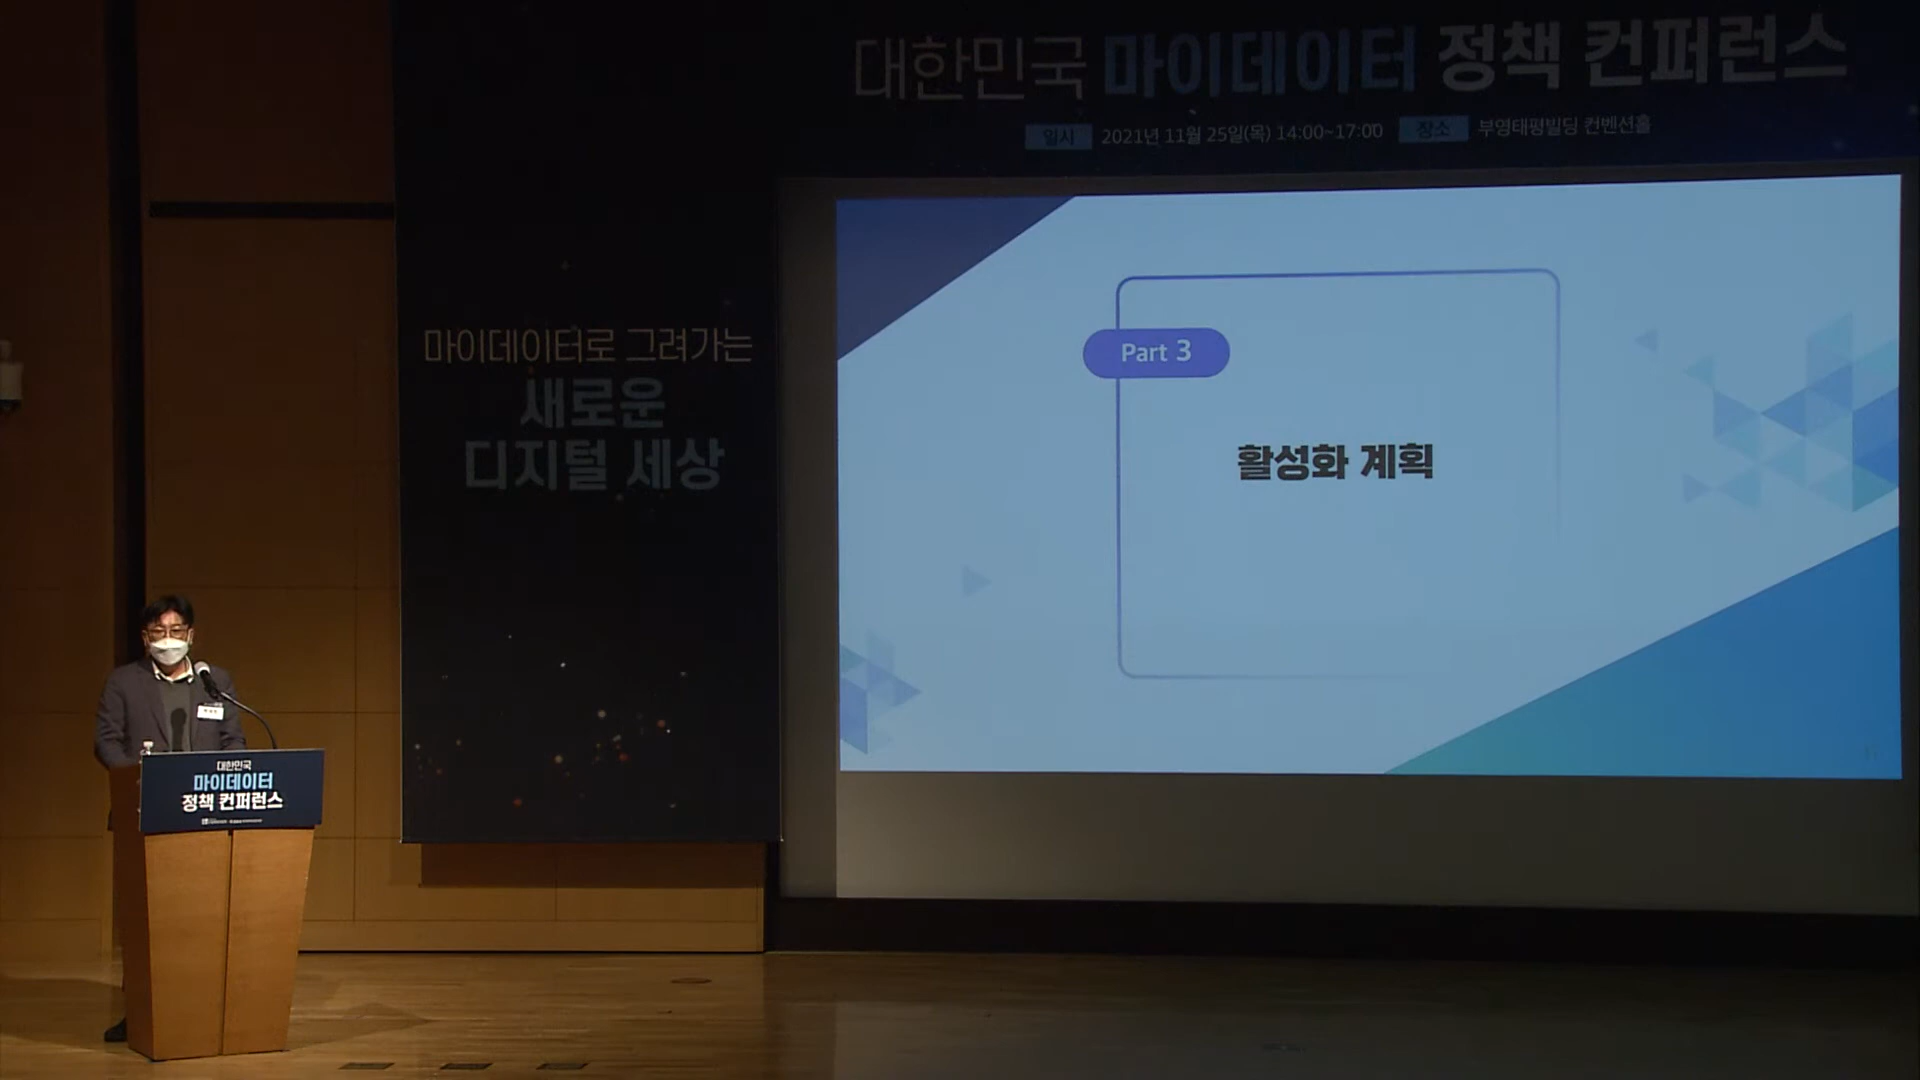 대한민국 마이데이터 정책 컨퍼런스
일시 2021년 11월 25일(목) 14:00~17:00 장소 부영태평빌딩 컨벤션홀
마이데이터로 그려가는
새로운
디지털 세상
Part 3
활성화 계획
대한민국
마이데이터
정책 컨퍼런스